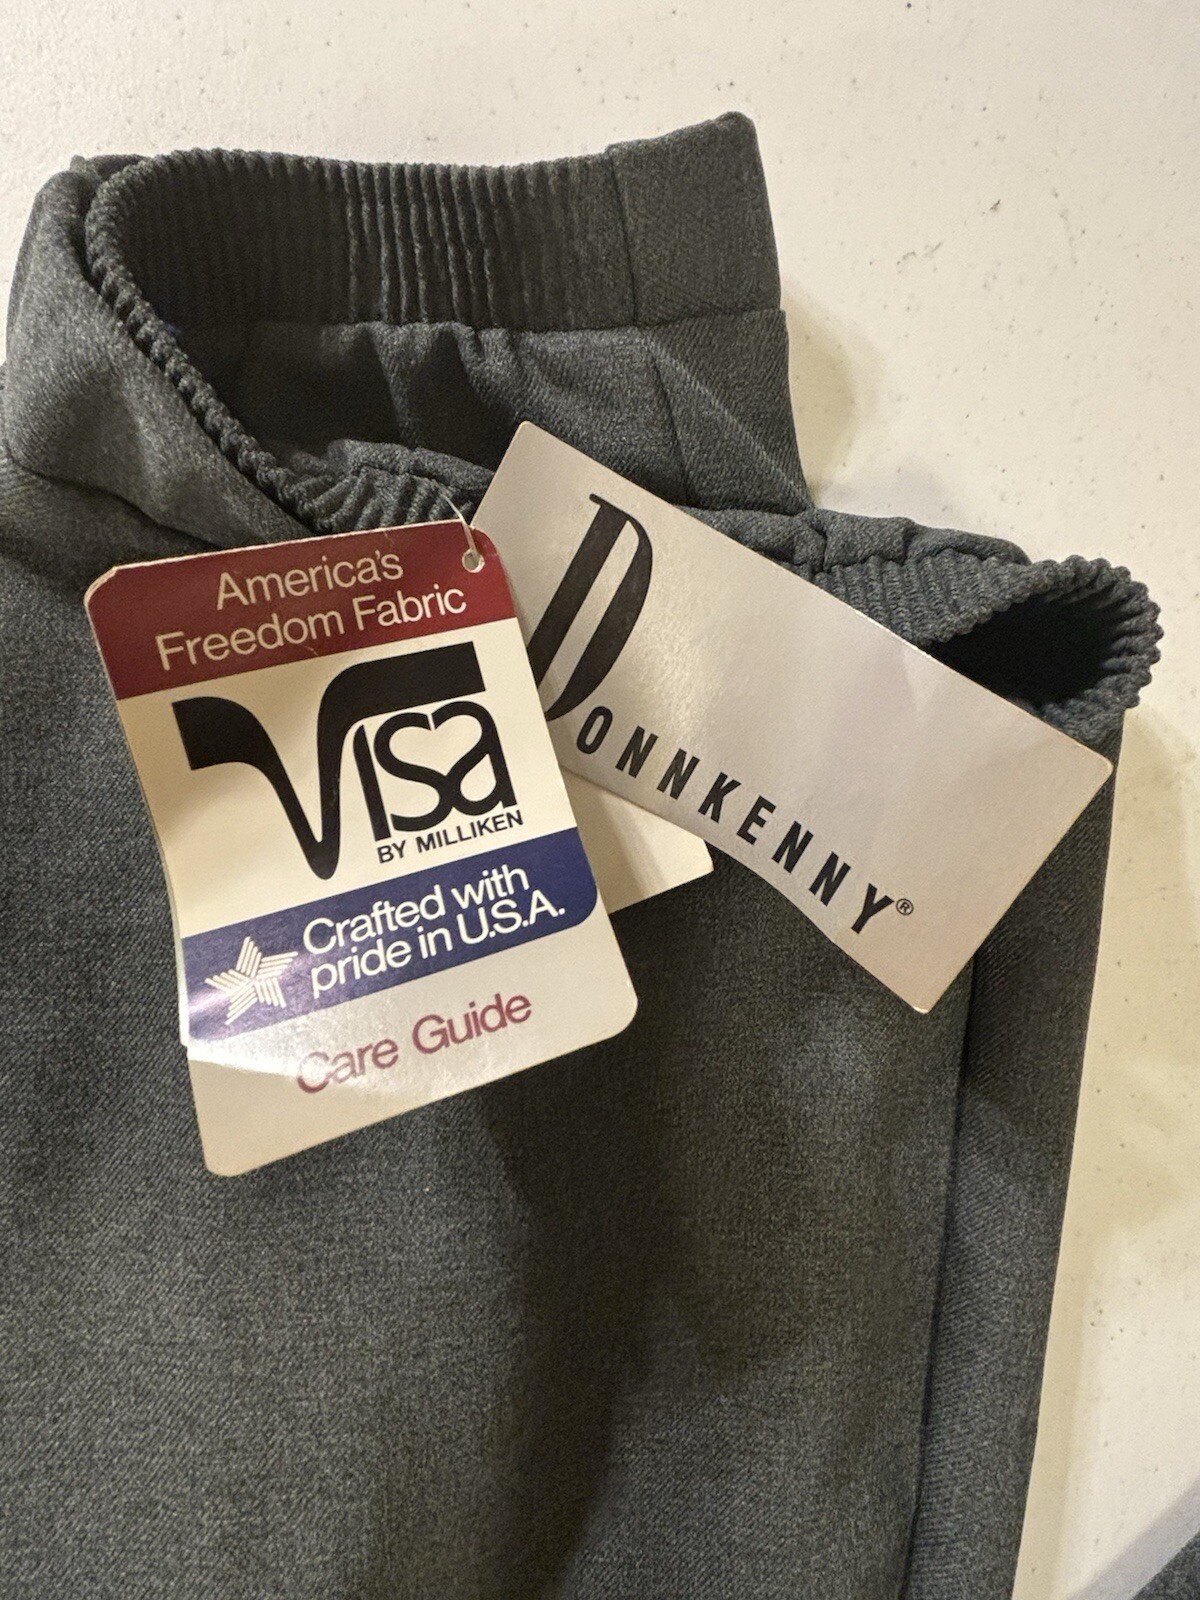 America's
Freedom Fabric
Visa
BY MILLIKEN
Crafted with
pride in U.S.A.
Care Guide
DONNKENNY®